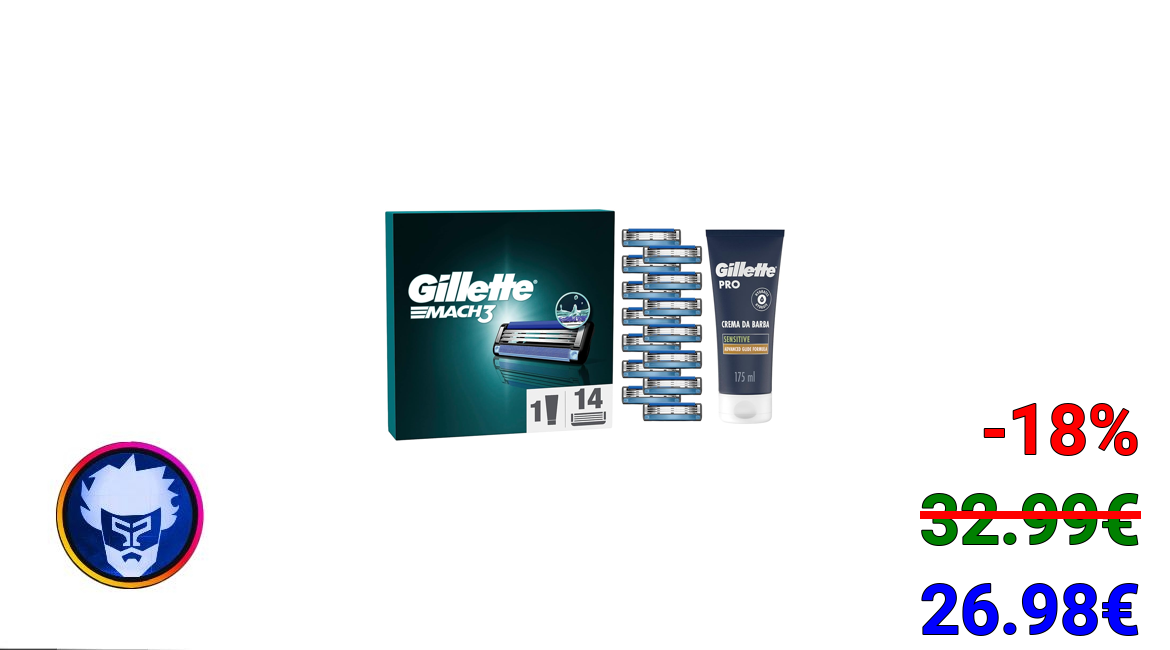 Gillette®
MACH3
1
14
Gillette
PRO
CREMA DA BARBA
SENSITIVE
ADVANCED GLIDE FORMULA
175 ml
-18%
32.99€
26.98€